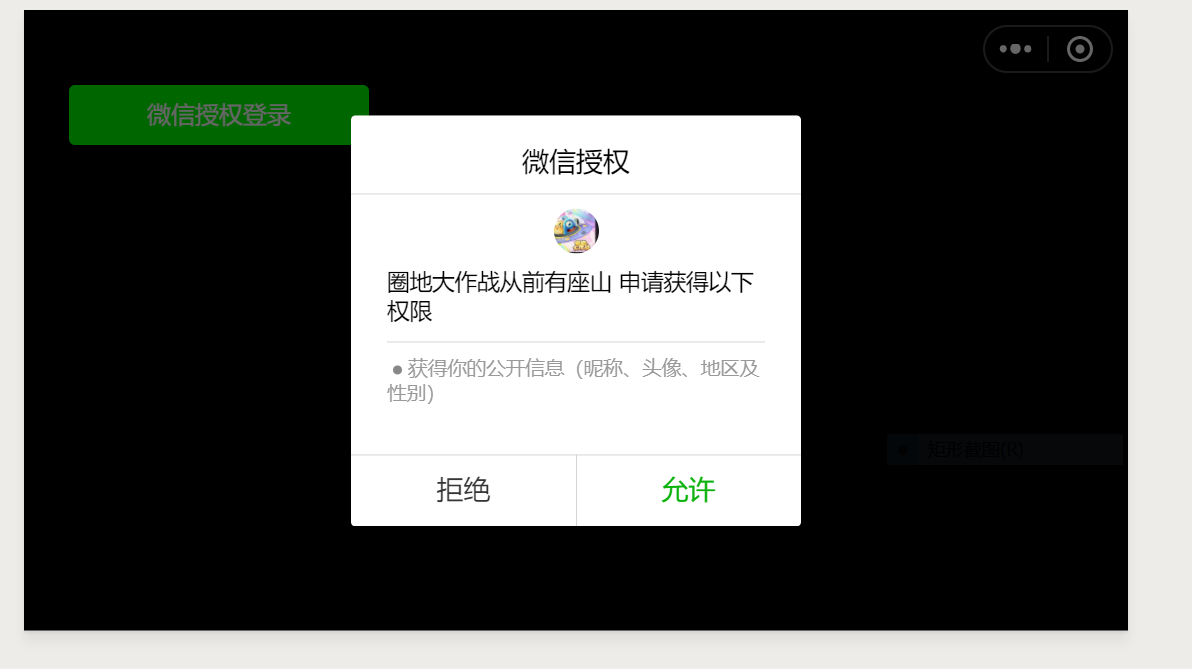 微信授权登录
微信授权
圈地大作战从前有座山 申请获得以下
权限
●获得你的公开信息（昵称、头像、地区及
性别）
矩形截图(R)
拒绝
允许